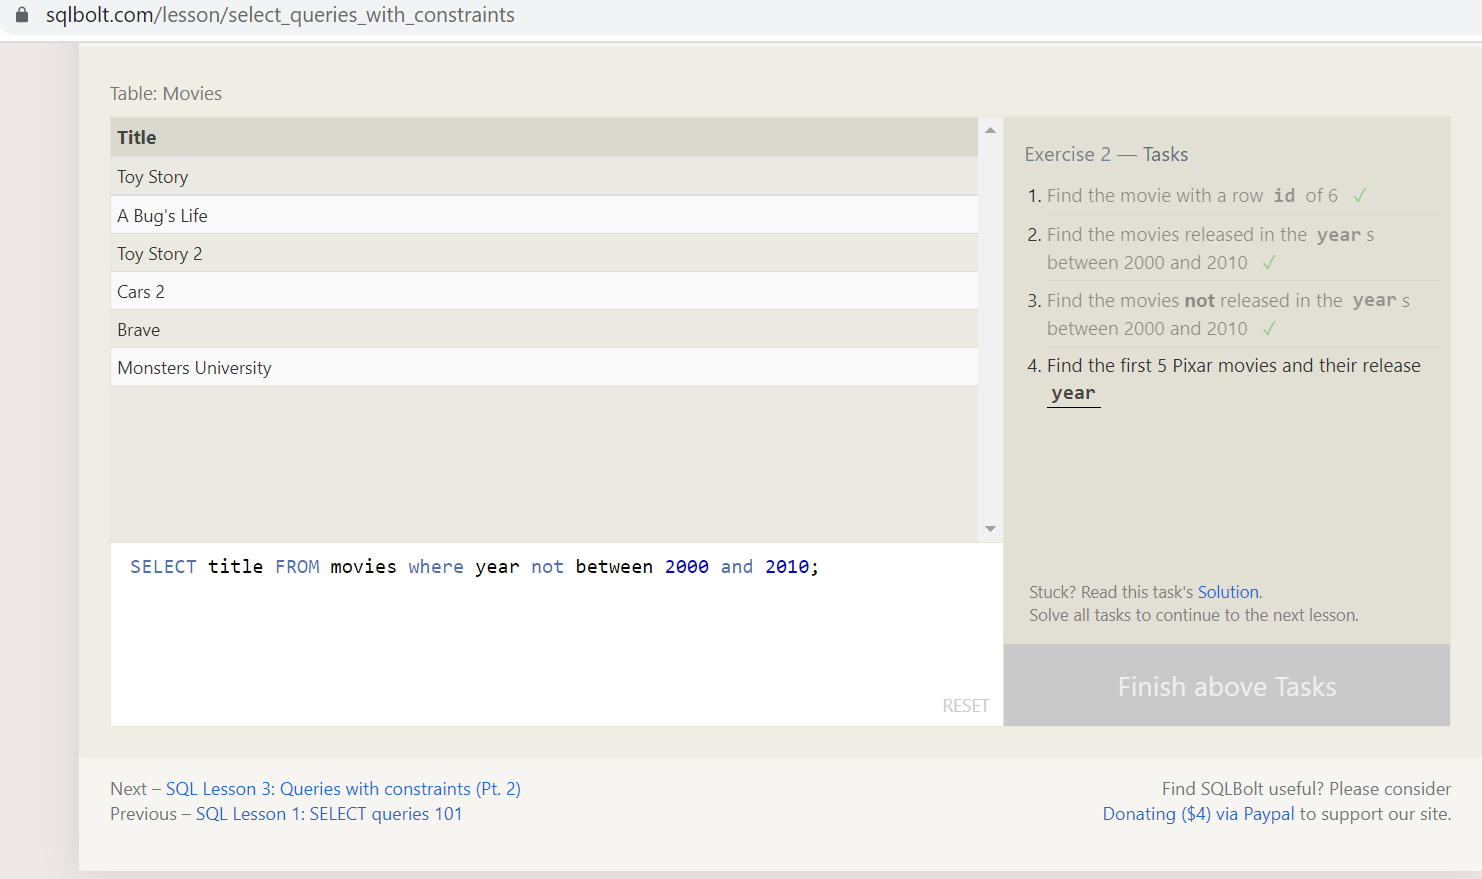 sqlbolt.com/lesson/select_queries_with_constraints
Table: Movies
Title
Toy Story
A Bug's Life
Toy Story 2
Cars 2
Brave
Monsters University
SELECT title FROM movies where year not between 2000 and 2010;
RESET
Exercise 2 — Tasks
1. Find the movie with a row id of 6 ✓
2. Find the movies released in the year s
between 2000 and 2010 ✓
3. Find the movies not released in the year s
between 2000 and 2010 ✓
4. Find the first 5 Pixar movies and their release
year
Stuck? Read this task's Solution.
Solve all tasks to continue to the next lesson.
Finish above Tasks
Next – SQL Lesson 3: Queries with constraints (Pt. 2)
Previous – SQL Lesson 1: SELECT queries 101
Find SQLBolt useful? Please consider
Donating ($4) via Paypal to support our site.